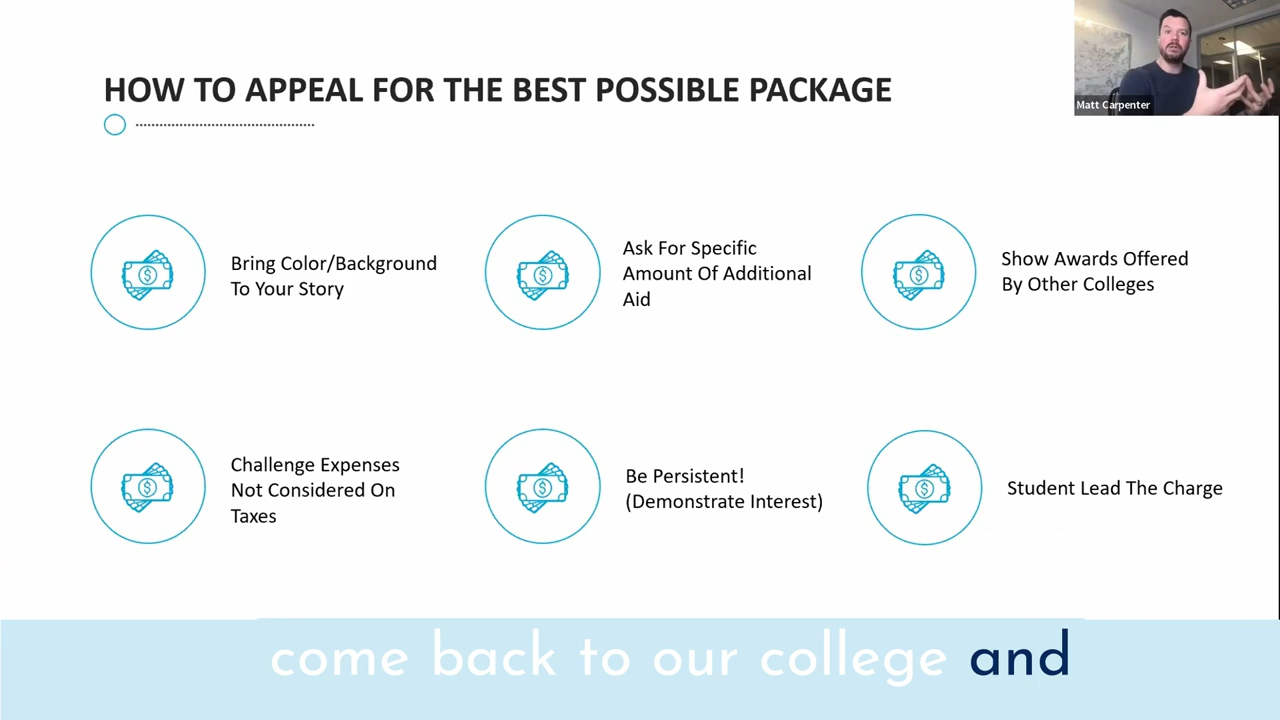 HOW TO APPEAL FOR THE BEST POSSIBLE PACKAGE
Matt Carpenter
Bring Color/Background
To Your Story
Ask For Specific
Amount Of Additional
Aid
Show Awards Offered
By Other Colleges
Challenge Expenses
Not Considered On
Taxes
Be Persistent!
(Demonstrate Interest)
Student Lead The Charge
come back to our college and